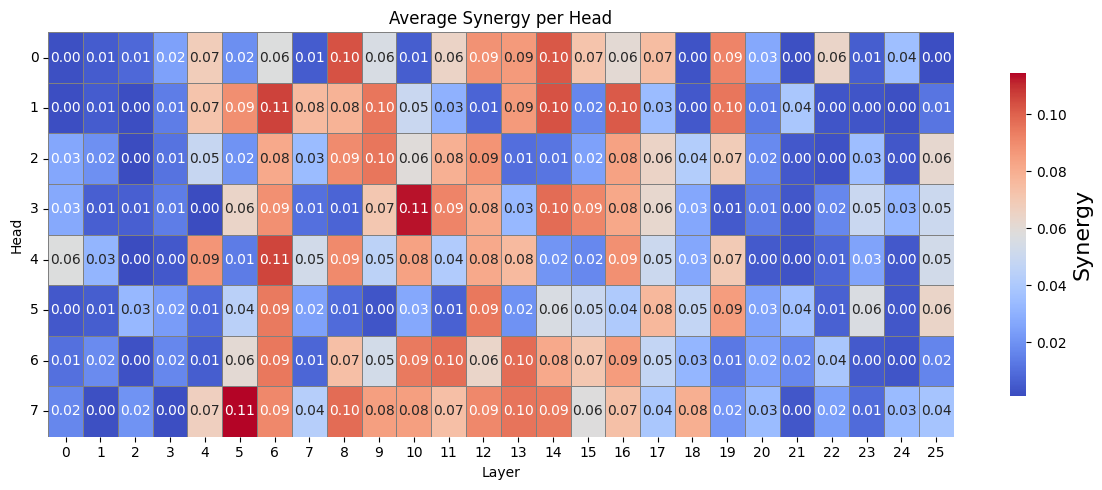 Average Synergy per Head
0 0.00 0.01 0.01 0.02 0.07 0.02 0.06 0.01 0.10 0.06 0.01 0.06 0.09 0.09 0.10 0.07 0.06 0.07 0.00 0.09 0.03 0.00 0.06 0.01 0.04 0.00
1 0.00 0.01 0.00 0.01 0.07 0.09 0.11 0.08 0.08 0.10 0.05 0.03 0.01 0.09 0.10 0.02 0.10 0.03 0.00 0.10 0.01 0.04 0.00 0.00 0.00 0.01
2 0.03 0.02 0.00 0.01 0.05 0.02 0.08 0.03 0.09 0.10 0.06 0.08 0.09 0.01 0.01 0.02 0.08 0.06 0.04 0.07 0.02 0.00 0.00 0.03 0.00 0.06
3 0.03 0.01 0.01 0.01 0.00 0.06 0.09 0.01 0.01 0.07 0.11 0.09 0.08 0.03 0.10 0.09 0.08 0.06 0.03 0.01 0.01 0.00 0.02 0.05 0.03 0.05
4 0.06 0.03 0.00 0.00 0.09 0.01 0.11 0.05 0.09 0.05 0.08 0.04 0.08 0.08 0.02 0.02 0.09 0.05 0.03 0.07 0.00 0.00 0.01 0.03 0.00 0.05
5 0.00 0.01 0.03 0.02 0.01 0.04 0.09 0.02 0.01 0.00 0.03 0.01 0.09 0.02 0.06 0.05 0.04 0.08 0.05 0.09 0.03 0.04 0.01 0.06 0.00 0.06
6 0.01 0.02 0.00 0.02 0.01 0.06 0.09 0.01 0.07 0.05 0.09 0.10 0.06 0.10 0.08 0.07 0.09 0.05 0.03 0.01 0.02 0.02 0.04 0.00 0.00 0.02
7 0.02 0.00 0.02 0.00 0.07 0.11 0.09 0.04 0.10 0.08 0.08 0.07 0.09 0.10 0.09 0.06 0.07 0.04 0.08 0.02 0.03 0.00 0.02 0.01 0.03 0.04
0 1 2 3 4 5 6 7 8 9 10 11 12 13 14 15 16 17 18 19 20 21 22 23 24 25
Layer
Head
0.10
0.08
0.06
0.04
0.02
Synergy